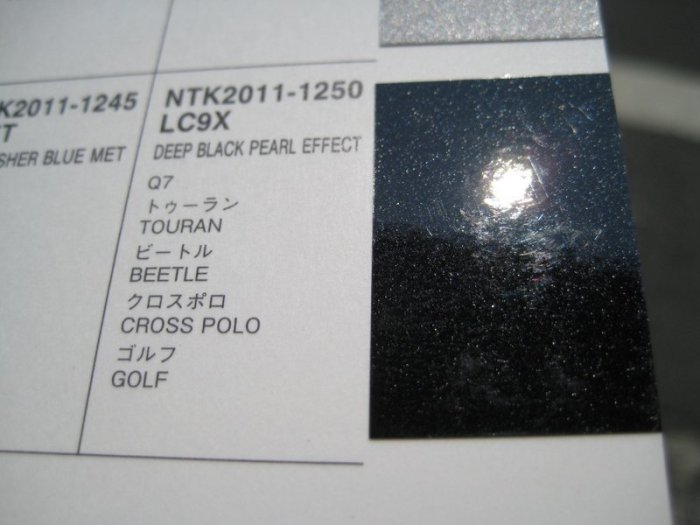 K2011-1245
T
SHER BLUE MET
NTK2011-1250
LC9X
DEEP BLACK PEARL EFFECT
Q7
トゥーラン
TOURAN
ビートル
BEETLE
クロスポロ
CROSS POLO
ゴルフ
GOLF